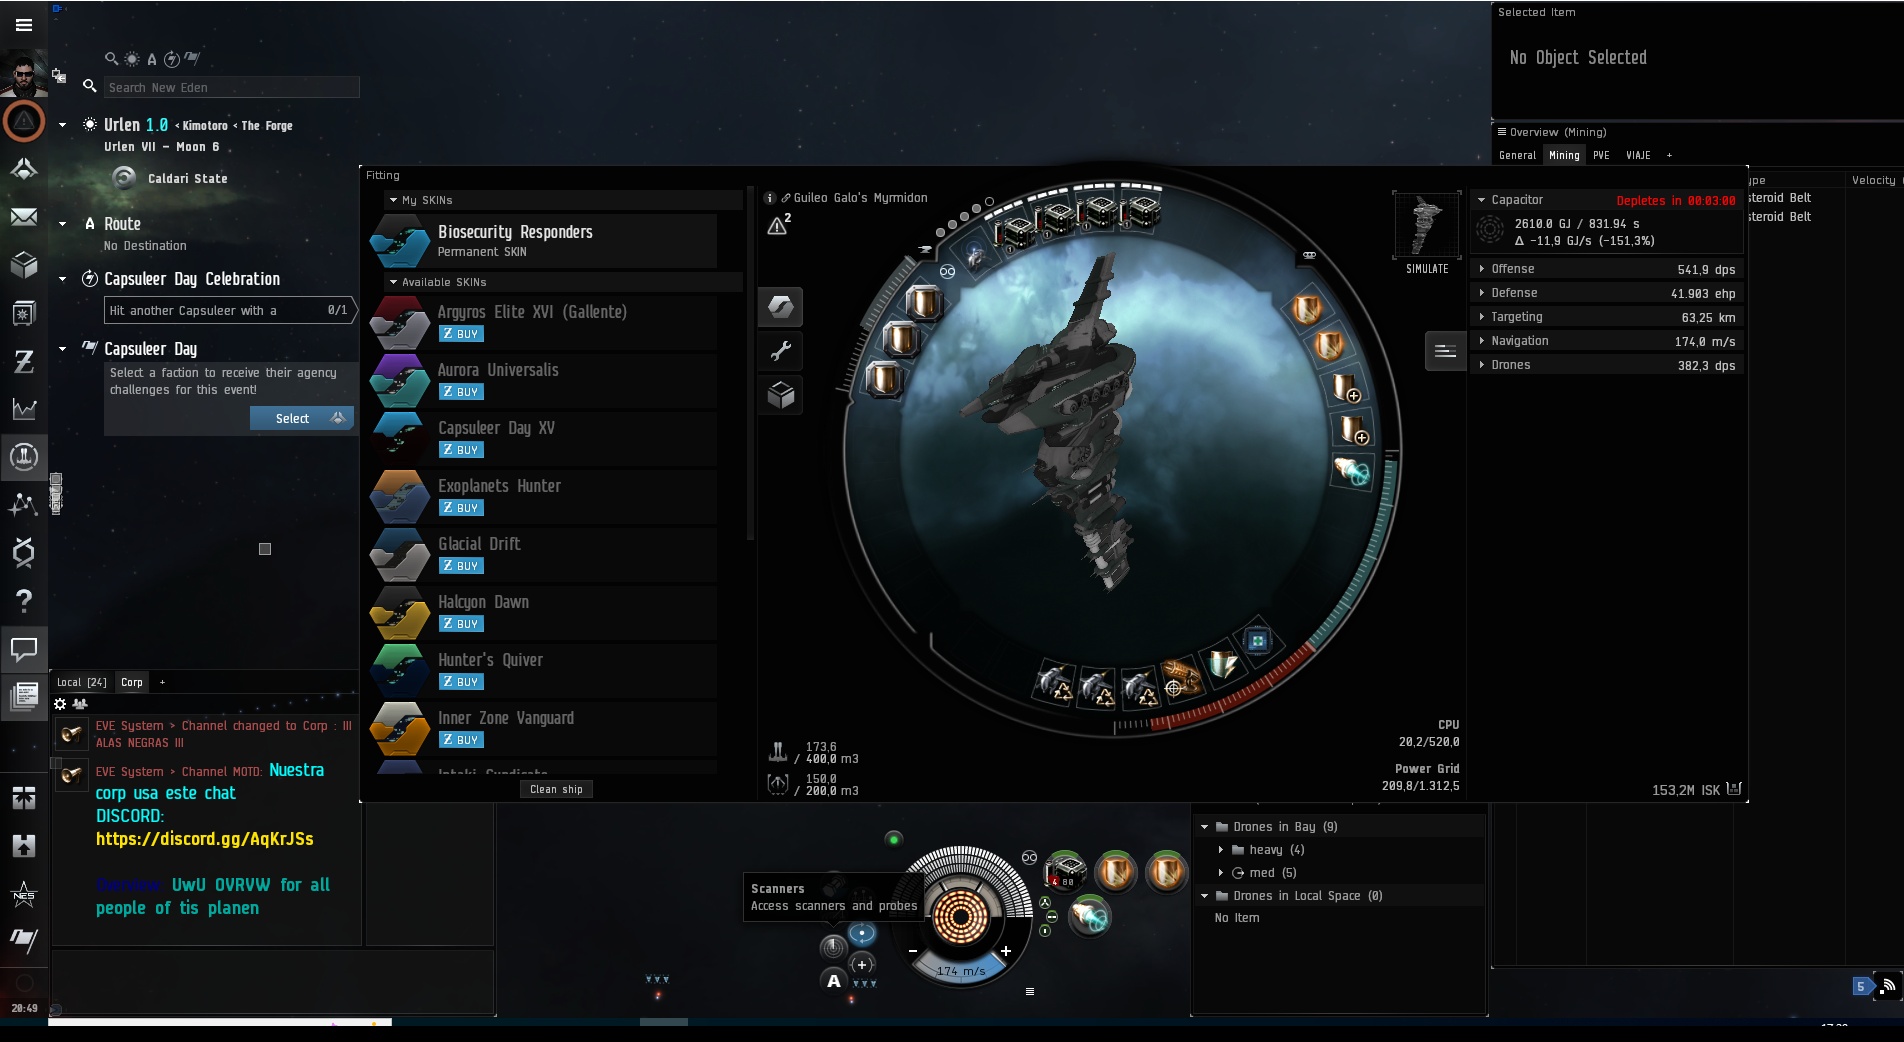 Search New Eden
Urlen 1.0 < Kimotoro < The Forge
Urlen VII - Moon 6
Caldari State
A Route
No Destination
Capsuleer Day Celebration
Hit another Capsuleer with a 0/1
Capsuleer Day
Select a faction to receive their agency
challenges for this event!
Select
Local [24] Corp +
EVE System > Channel changed to Corp : III
ALAS NEGRAS III
EVE System > Channel MOTD: Nuestra
corp usa este chat
DISCORD:
https://discord.gg/AqKrJSs
UwU OVRVW for all
people of tis planen
NES
20:49
Fitting
My SKINs
Biosecurity Responders
Permanent SKIN
Available SKINs
Argyros Elite XVI (Gallente)
Z BUY
Aurora Universalis
Z BUY
Capsuleer Day XV
Z BUY
Exoplanets Hunter
Z BUY
Glacial Drift
Z BUY
Halcyon Dawn
Z BUY
Hunter's Quiver
Z BUY
Inner Zone Vanguard
Z BUY
Clean ship
Guileo Galo's Myrmidon
2
SIMULATE
173,6
/ 400,0 m3
150,0
/ 200,0 m3
CPU
20,2/520,0
Power Grid
209,8/1.312,5
Capacitor Depletes in 00:03:00
2610.0 GJ / 831.94 s
Δ -11,9 GJ/s (-151,3%)
Offense 541,9 dps
Defense 41.903 ehp
Targeting 63,25 km
Navigation 174,0 m/s
Drones 382,3 dps
153,2M ISK
Selected Item
No Object Selected
Overview (Mining)
General Mining PVE VIAJE +
ype Velocity
steroid Belt
steroid Belt
Scanners
Access scanners and probes
A
174 m/s
4 80
Drones in Bay (9)
heavy (4)
med (5)
Drones in Local Space (0)
No Item
5